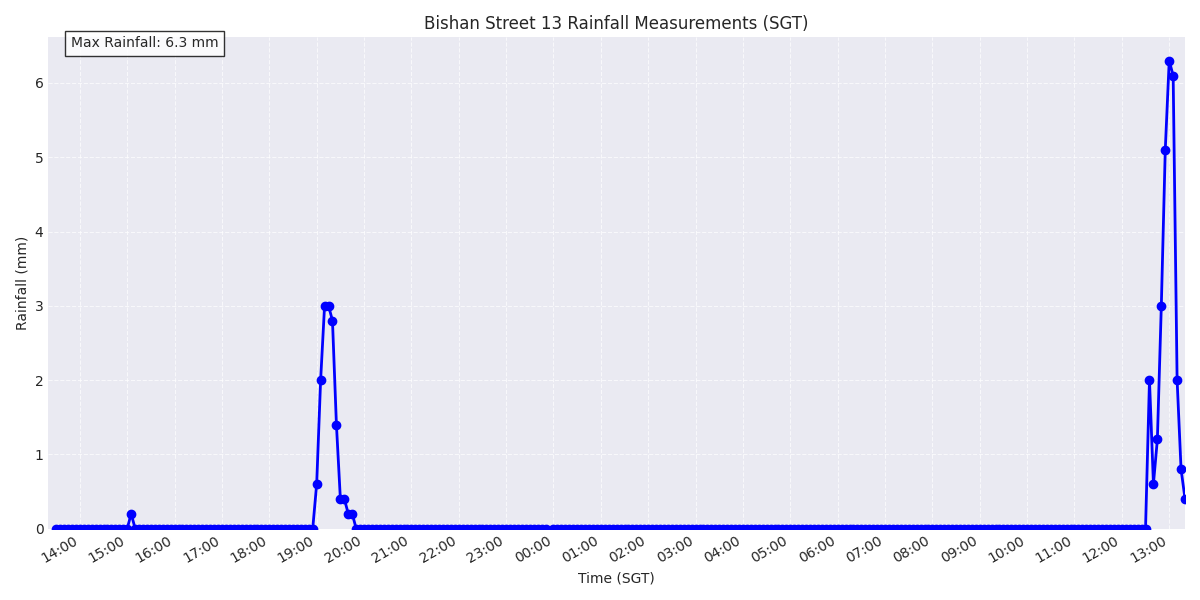 Bishan Street 13 Rainfall Measurements (SGT)
Max Rainfall: 6.3 mm
Rainfall (mm)
6
5
4
3
2
1
0
14:00 15:00 16:00 17:00 18:00 19:00 20:00 21:00 22:00 23:00 00:00 01:00 02:00 03:00 04:00 05:00 06:00 07:00 08:00 09:00 10:00 11:00 12:00 13:00
Time (SGT)